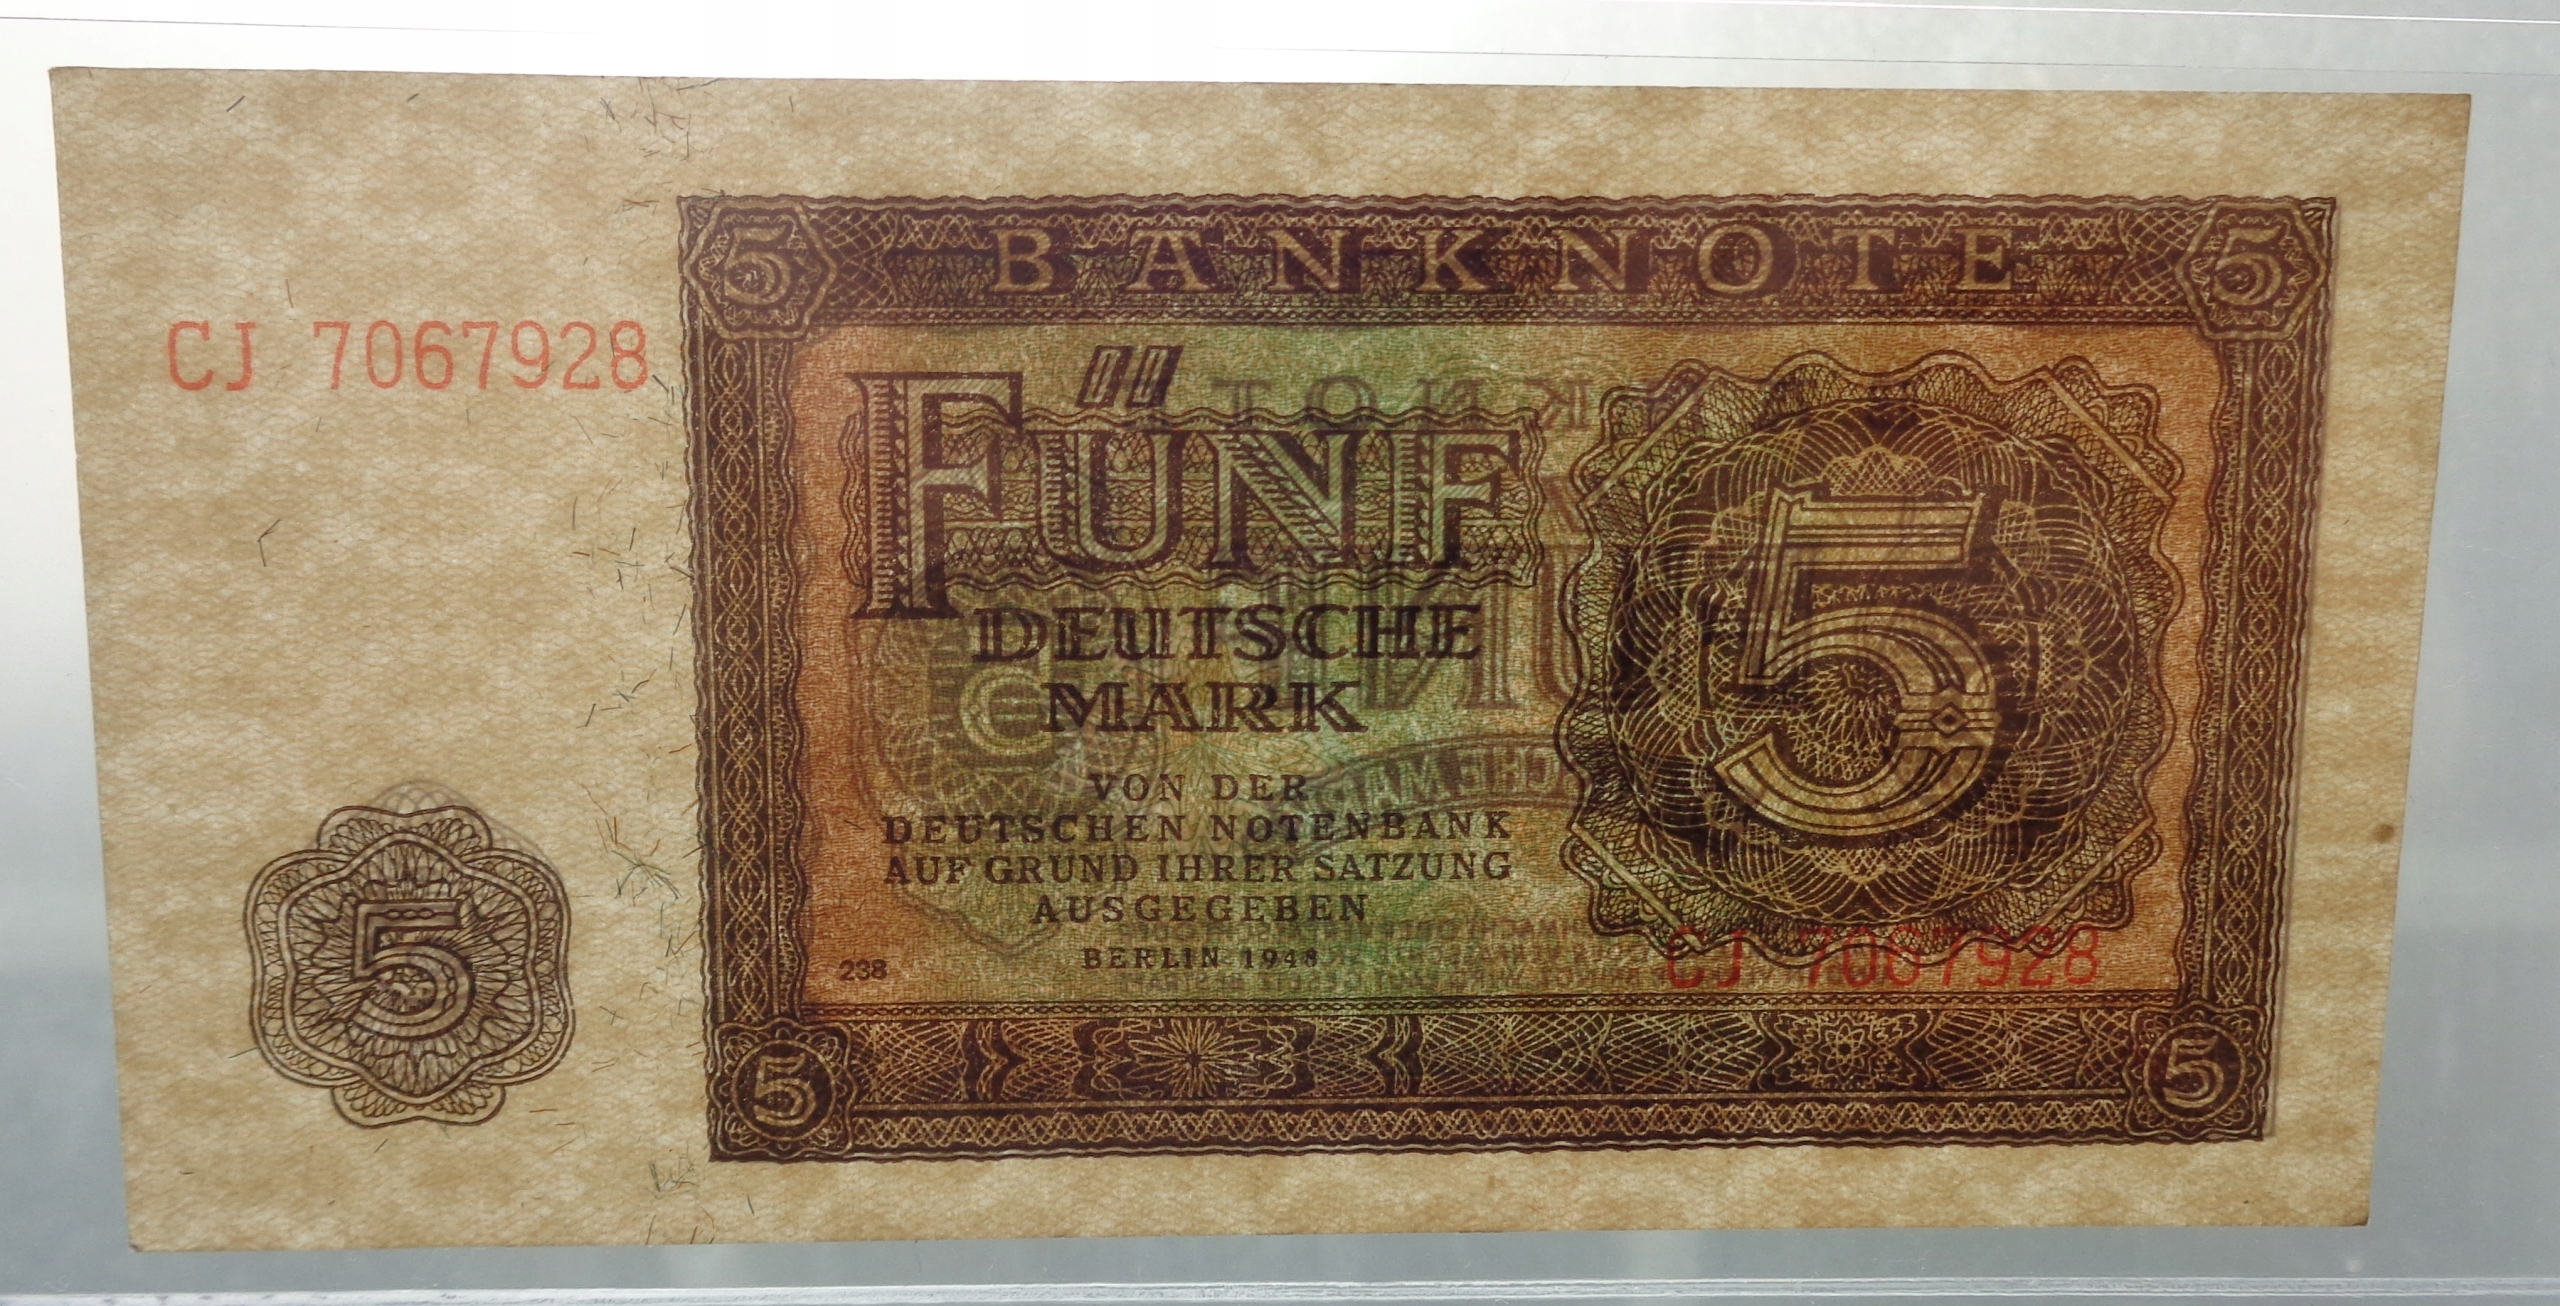 5 BANKNOTE 5
CJ 7067928
FÜNF
DEUTSCHE
MARK
5
VON DER
DEUTSCHEN NOTENBANK
AUF GRUND IHRER SATZUNG
AUSGEGEBEN
BERLIN 1948
238
CJ 7067928
5
5
5